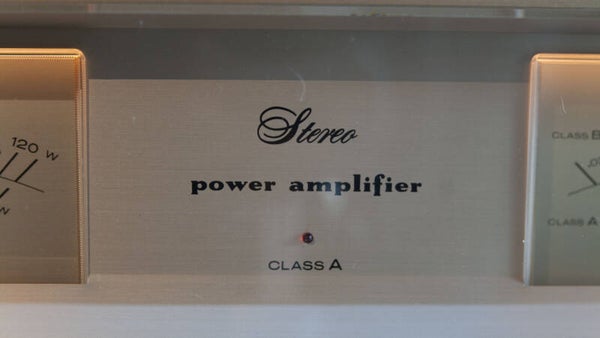 Stereo
power amplifier
CLASS A
120 W
W
CLASS B
CLASS A